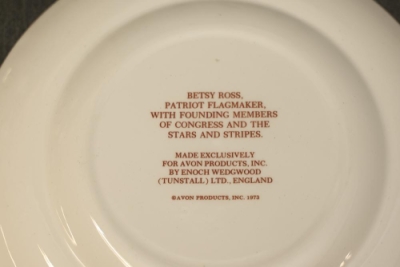 BETSY ROSS,
PATRIOT FLAGMAKER,
WITH FOUNDING MEMBERS
OF CONGRESS AND THE
STARS AND STRIPES.
MADE EXCLUSIVELY
FOR AVON PRODUCTS, INC.
BY ENOCH WEDGWOOD
(TUNSTALL) LTD., ENGLAND
©AVON PRODUCTS, INC. 1972